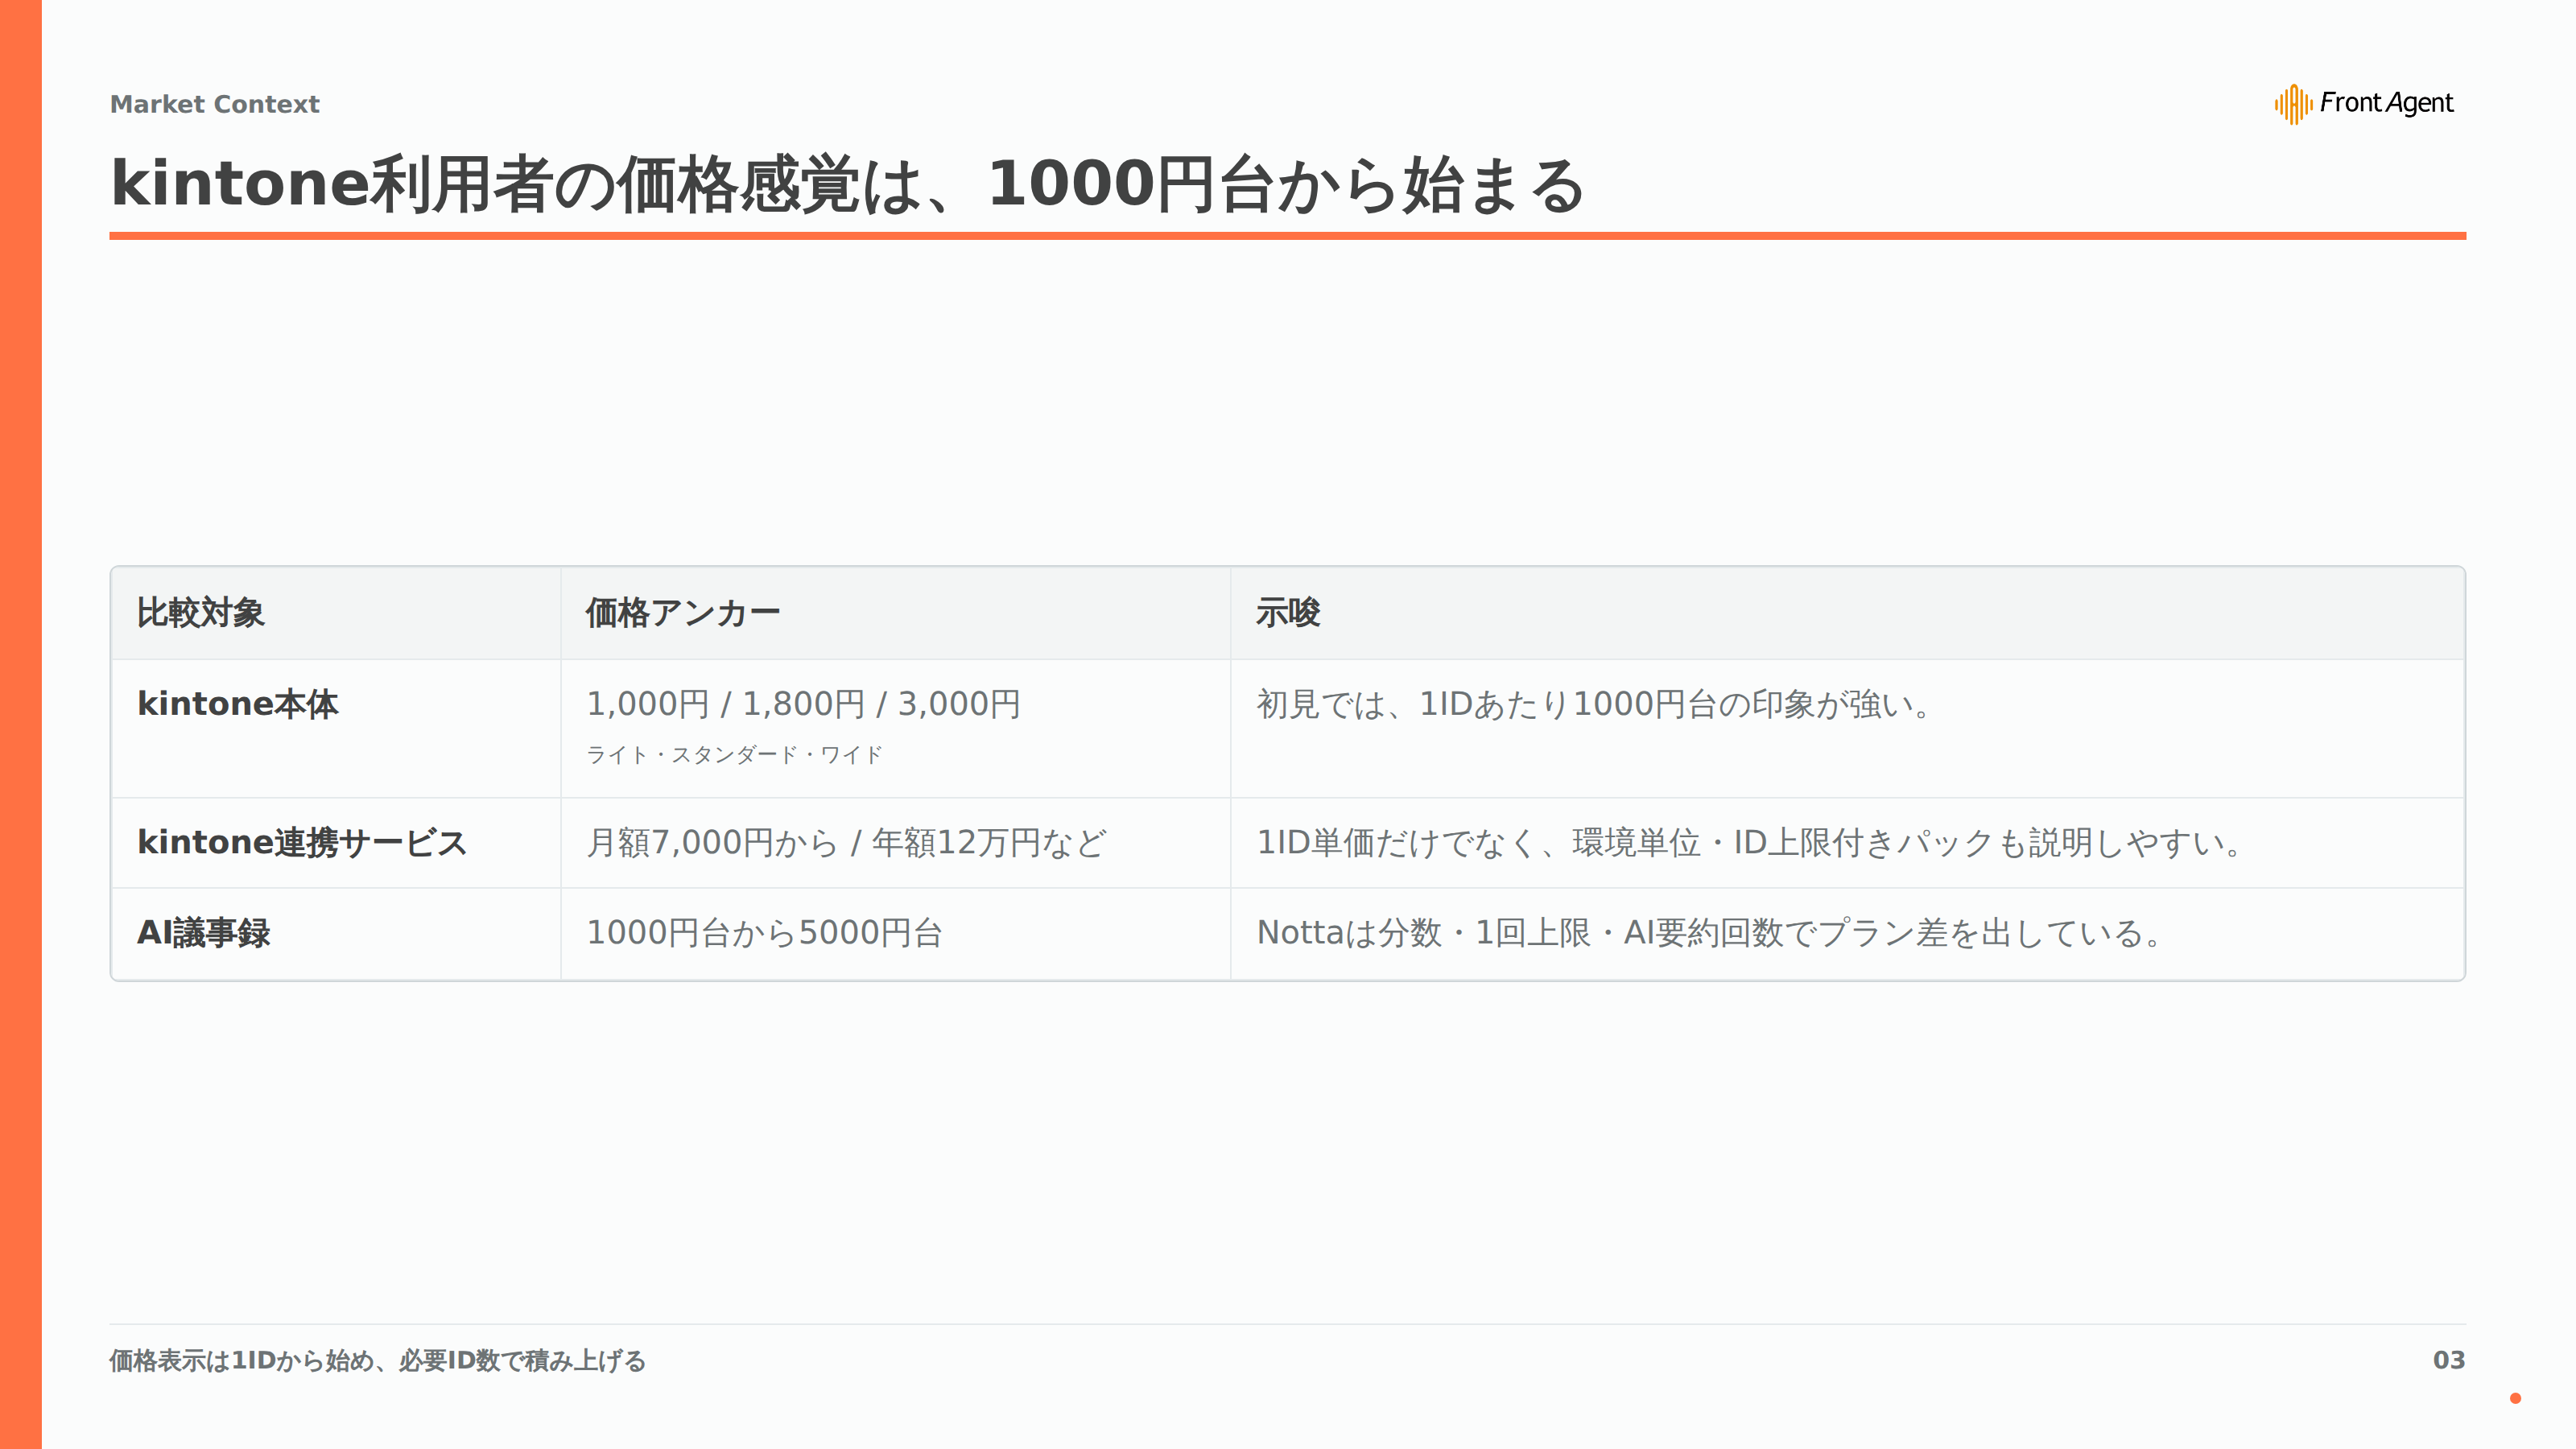 Market Context
Front Agent
kintone利用者の価格感覚は、1000円台から始まる
比較対象
価格アンカー
示唆
kintone本体
1,000円 / 1,800円 / 3,000円
ライト・スタンダード・ワイド
初見では、1IDあたり1000円台の印象が強い。
kintone連携サービス
月額7,000円から / 年額12万円など
1ID単価だけでなく、環境単位・ID上限付きパックも説明しやすい。
AI議事録
1000円台から5000円台
Nottaは分数・1回上限・AI要約回数でプラン差を出している。
価格表示は1IDから始め、必要ID数で積み上げる
03